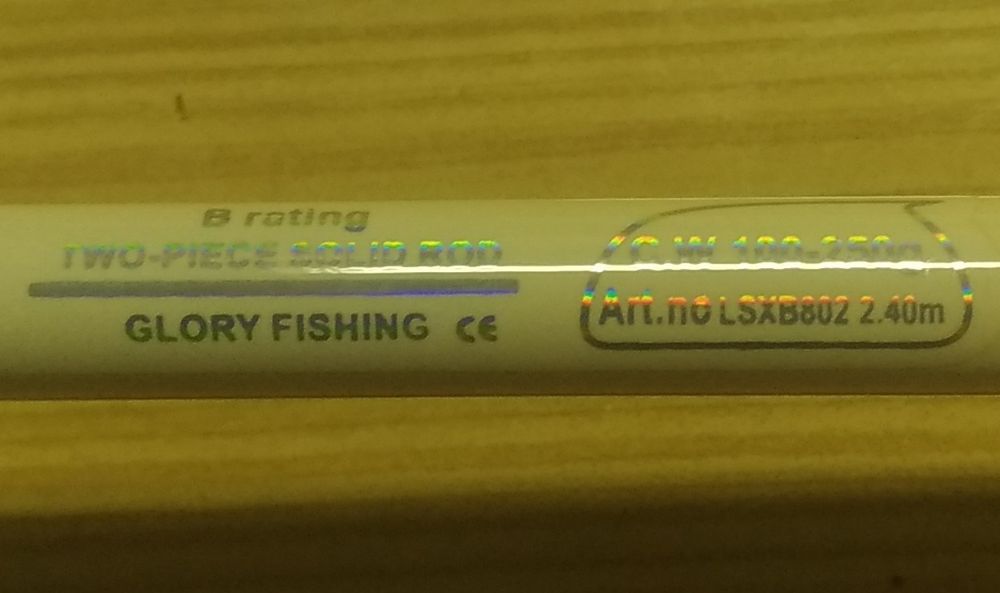 B rating
TWO-PIECE SOLID ROD
GLORY FISHING CE
C.W 100-250g
Art.no LSXB802 2.40m